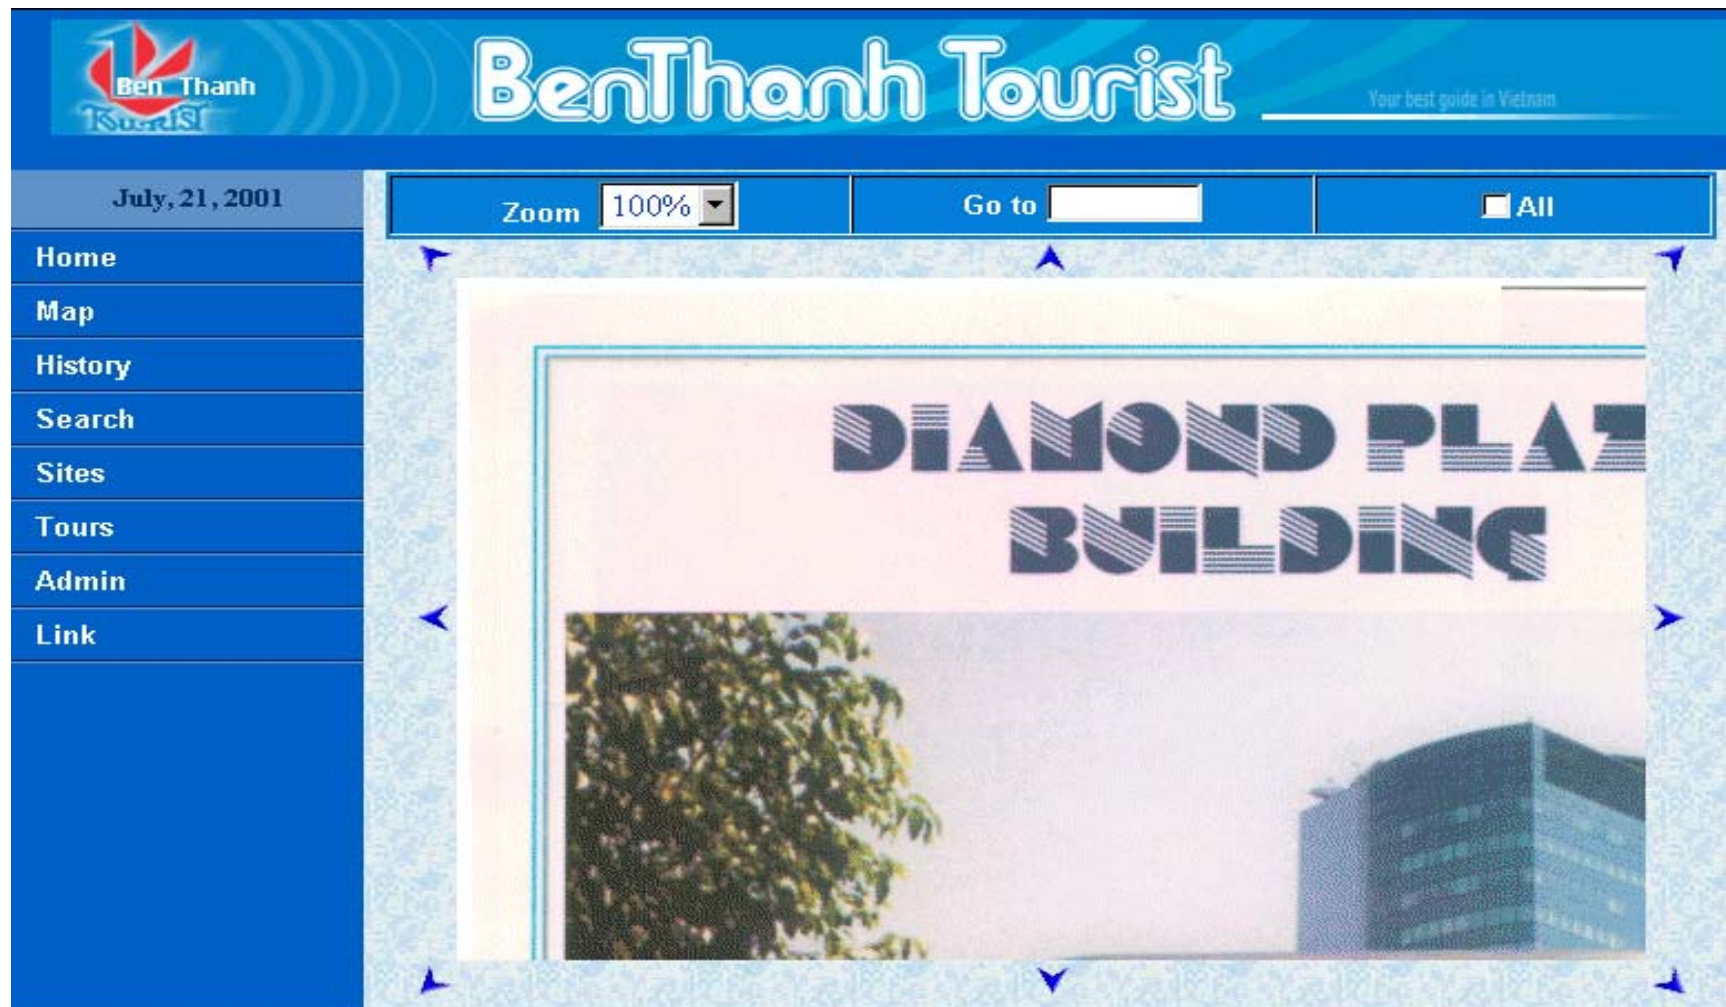 Ben Thanh
Tourist
BenThanh Tourist
Your best guide in Vietnam
July, 21, 2001
Zoom 100% Go to All
Home
Map
History
Search
Sites
Tours
Admin
Link
DIAMOND PLAZ
BUILDING